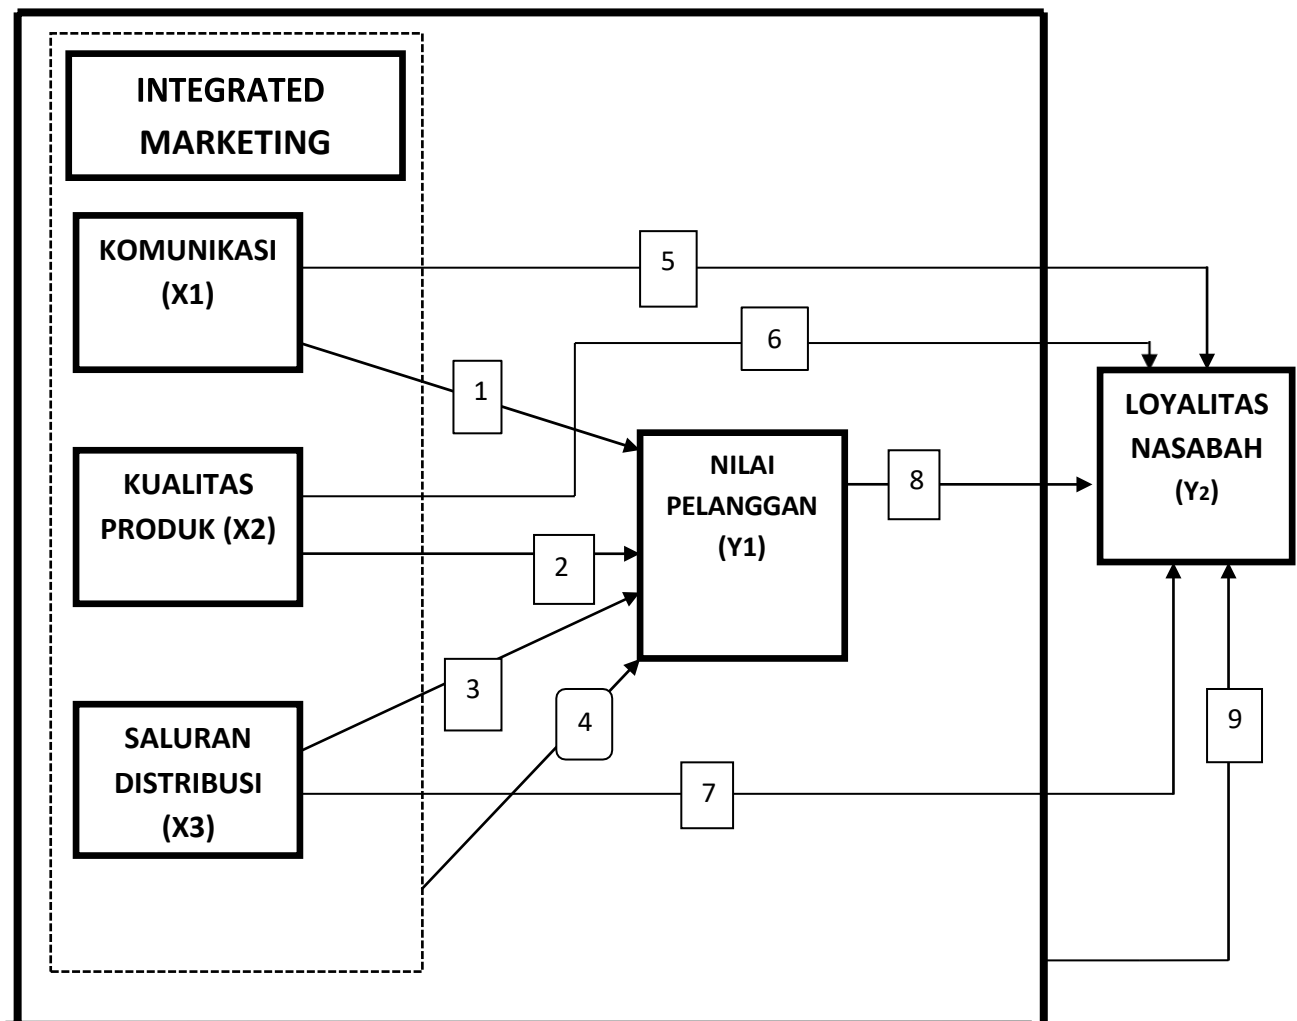 INTEGRATED
MARKETING
KOMUNIKASI
(X1)
5
6
1
LOYALITAS
NASABAH
(Y2)
KUALITAS
PRODUK (X2)
NILAI
PELANGGAN
(Y1)
8
2
3
4
9
SALURAN
DISTRIBUSI
(X3)
7